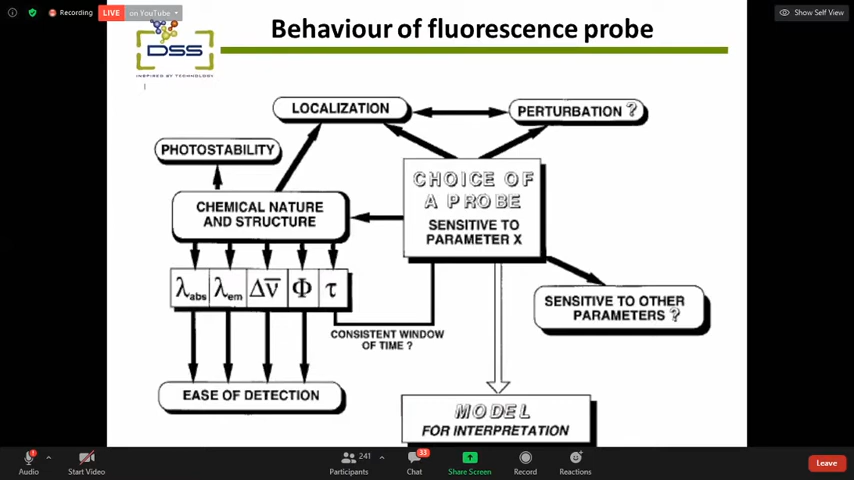 Recording
LIVE on YouTube
Show Self View
Behaviour of fluorescence probe
DSS
INSPIRED BY TECHNOLOGY
LOCALIZATION
PERTURBATION ?
PHOTOSTABILITY
CHOICE OF
A PROBE
SENSITIVE TO
PARAMETER X
CHEMICAL NATURE
AND STRUCTURE
λabs λem Δν̅ Φ τ
SENSITIVE TO OTHER
PARAMETERS ?
CONSISTENT WINDOW
OF TIME ?
EASE OF DETECTION
MODEL
FOR INTERPRETATION
241
33
Audio
Start Video
Participants
Chat
Share Screen
Record
Reactions
Leave